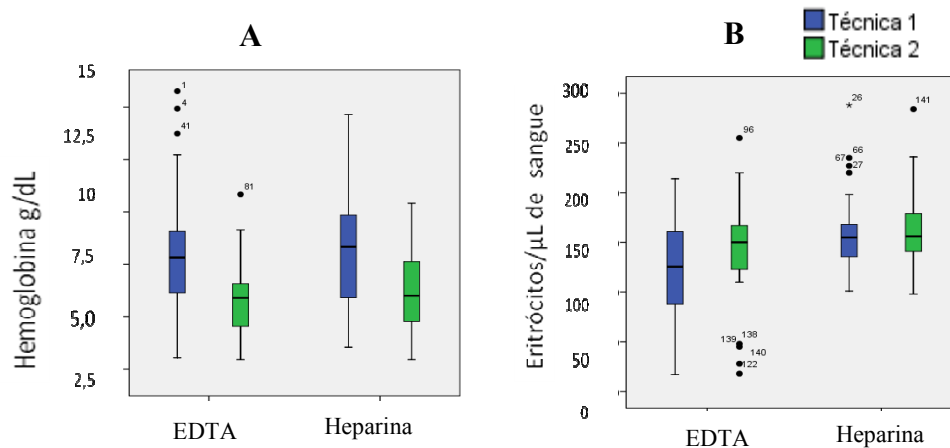 A
Hemoglobina g/dL
15
12,5
10
7,5
5,0
2,5
1
4
41
81
EDTA
Heparina
B
Técnica 1
Técnica 2
Eritrócitos/µL de sangue
300
250
200
150
100
50
0
96
139
138
140
122
26
67
66
27
141
EDTA
Heparina